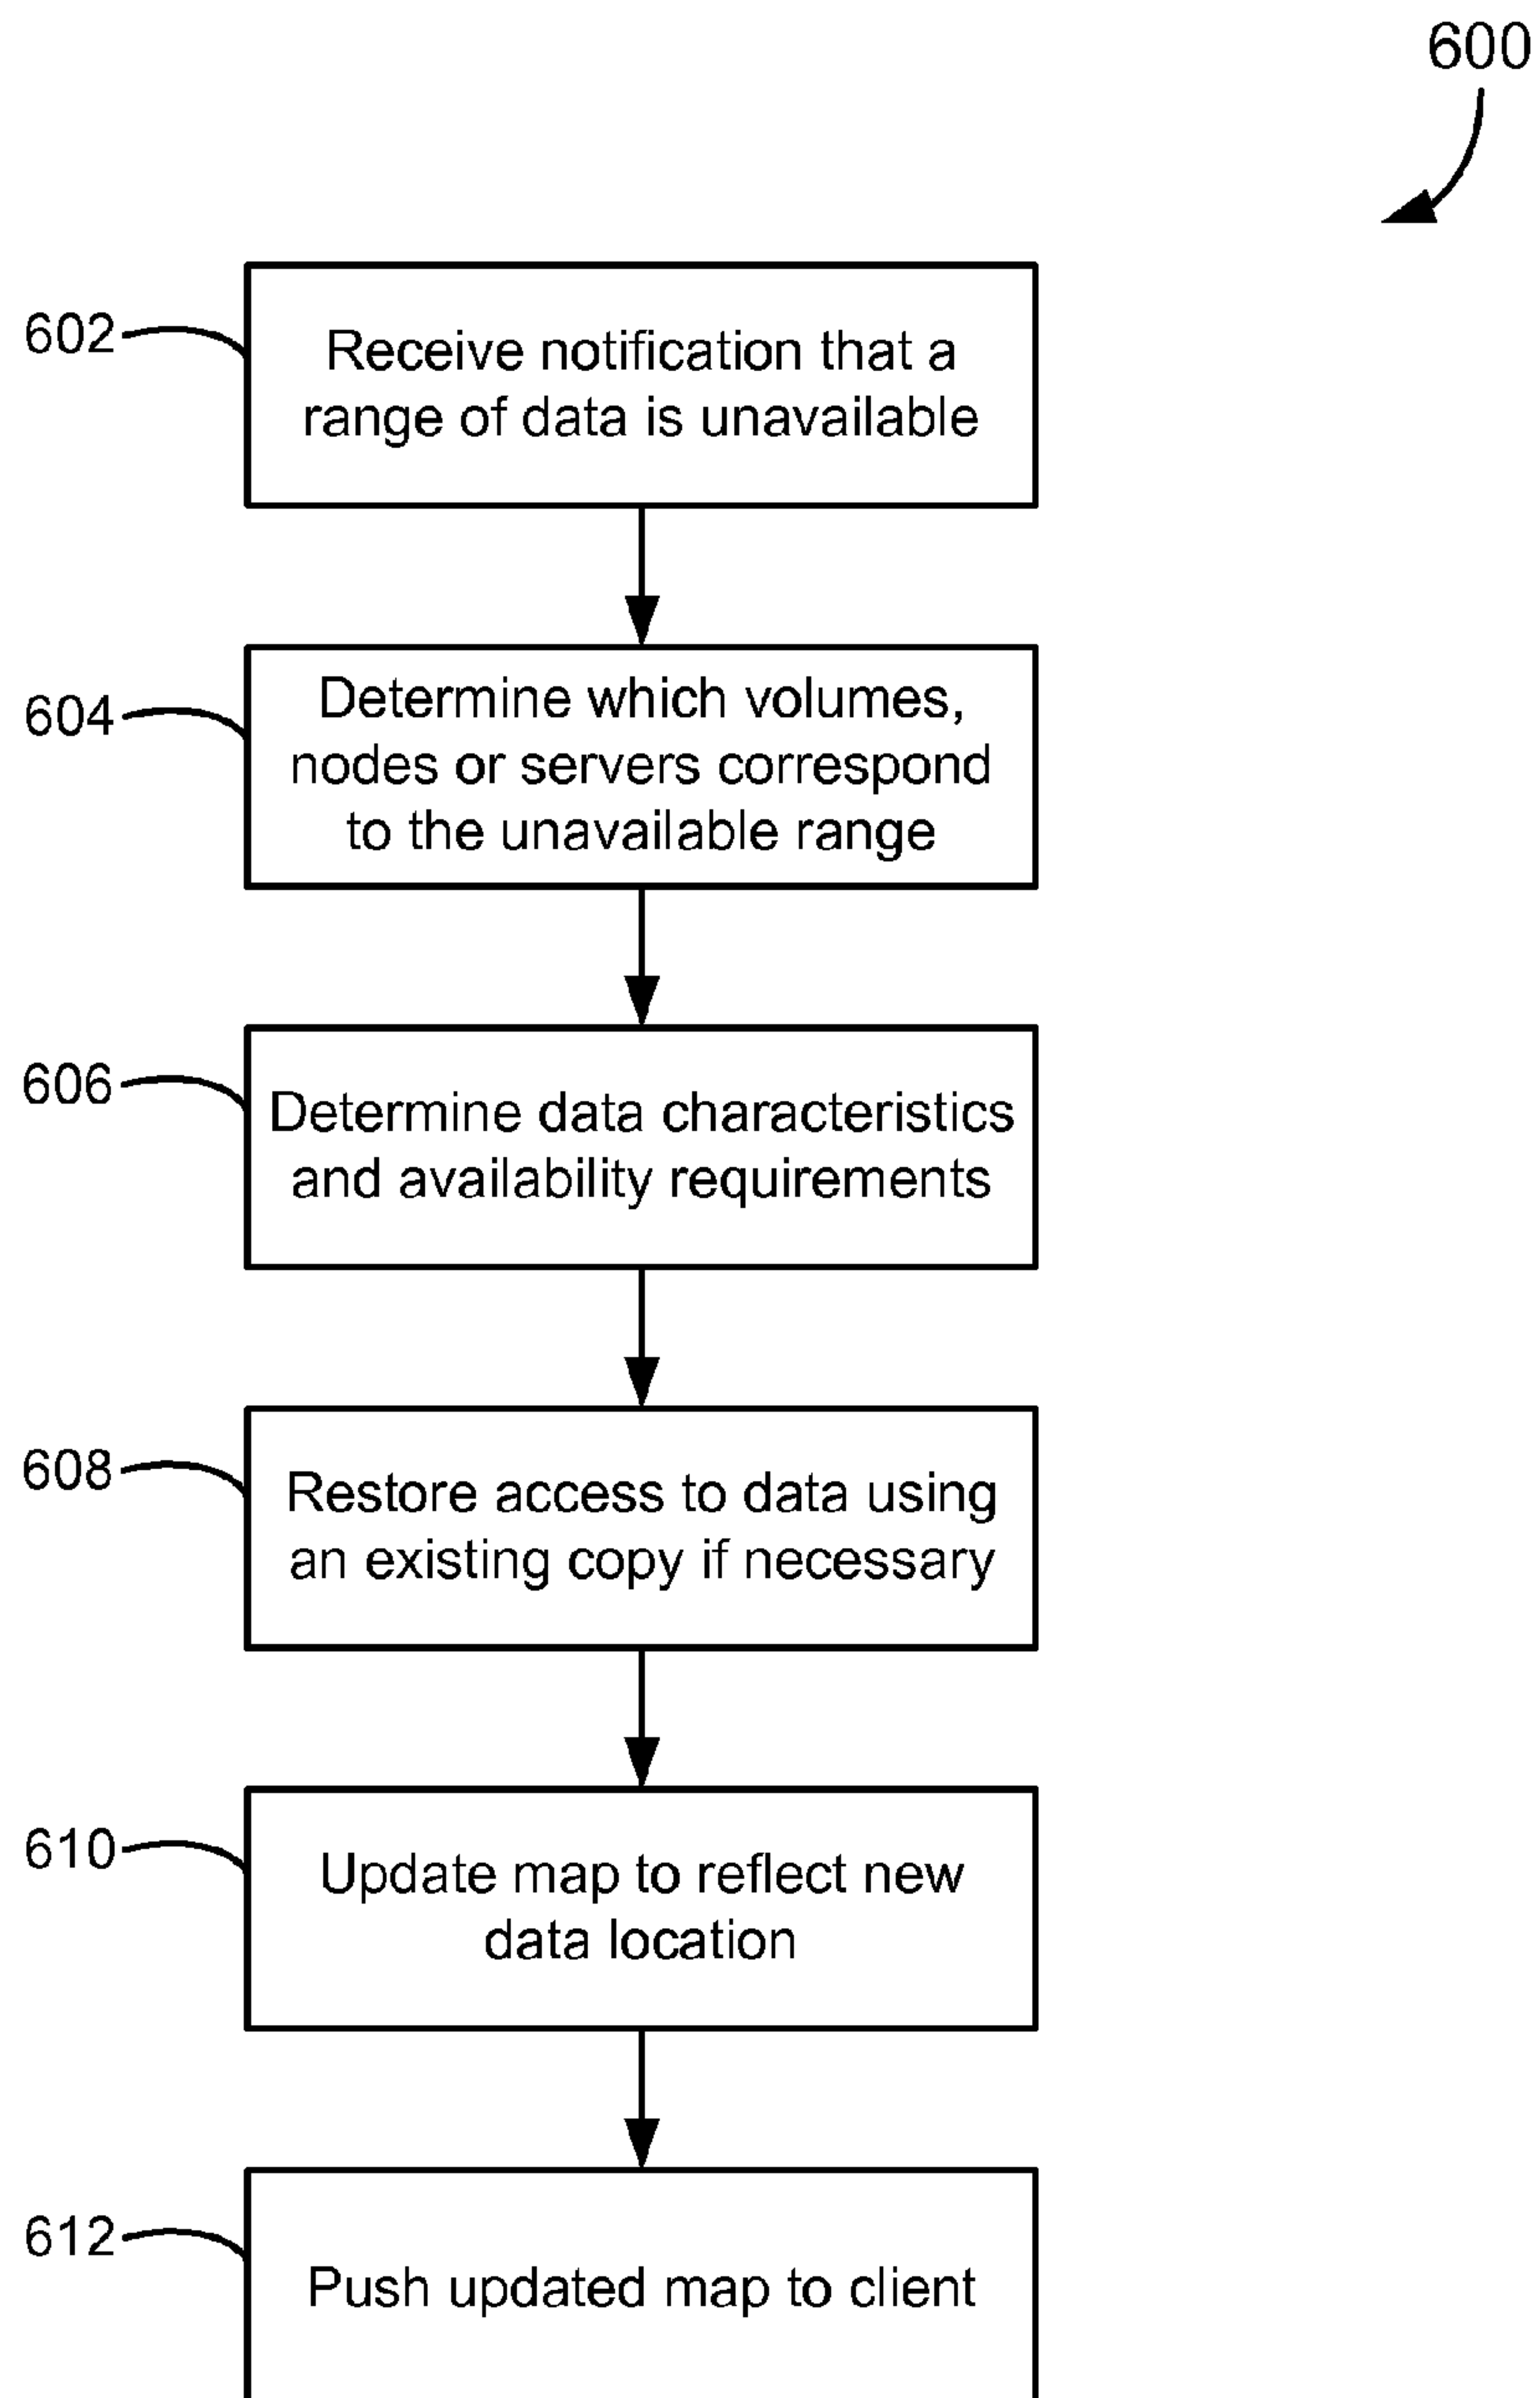 600
602
Receive notification that a
range of data is unavailable
604
Determine which volumes,
nodes or servers correspond
to the unavailable range
606
Determine data characteristics
and availability requirements
608
Restore access to data using
an existing copy if necessary
610
Update map to reflect new
data location
612
Push updated map to client